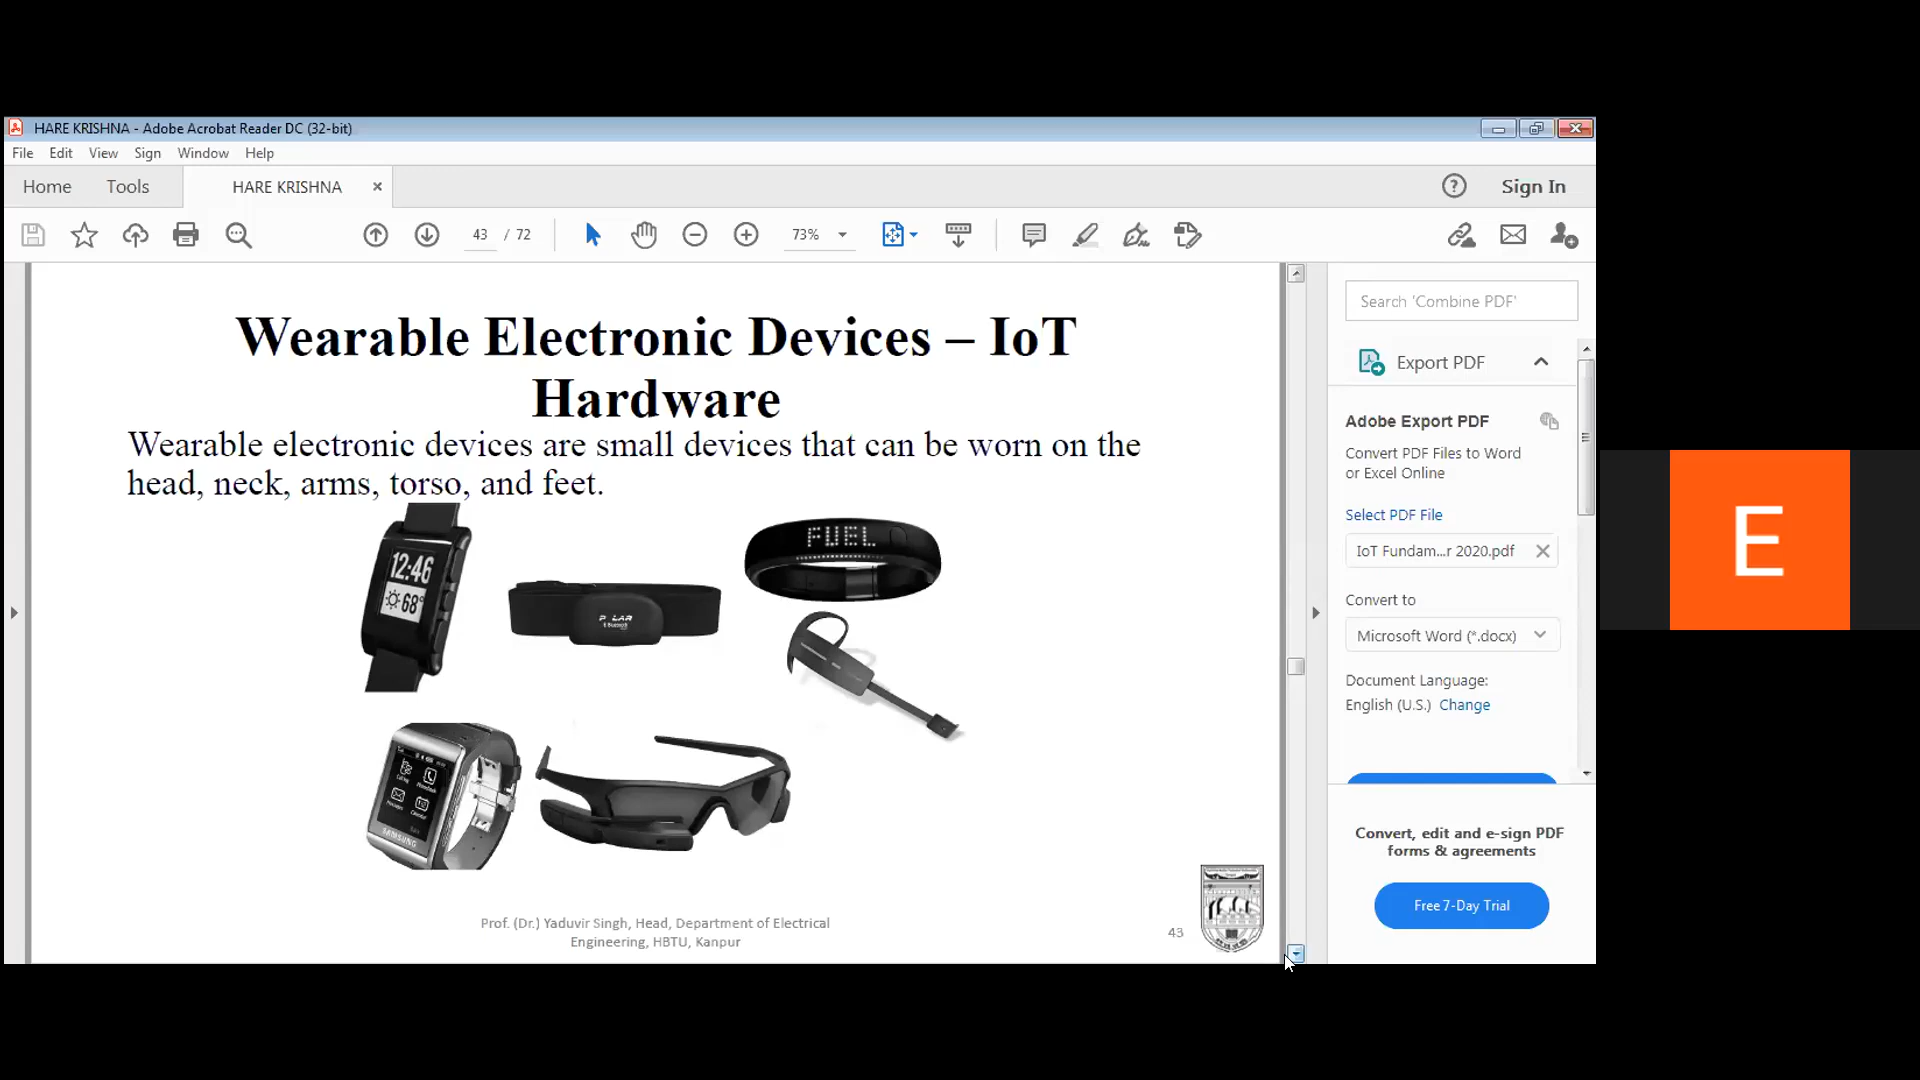 HARE KRISHNA - Adobe Acrobat Reader DC (32-bit)
File Edit View Sign Window Help
Home Tools HARE KRISHNA
Sign In
43 / 72
73%
Search 'Combine PDF'
Export PDF
Adobe Export PDF
Convert PDF Files to Word
or Excel Online
Select PDF File
IoT Fundam...r 2020.pdf
Convert to
Microsoft Word (*.docx)
Document Language:
English (U.S.) Change
Convert, edit and e-sign PDF
forms & agreements
Free 7-Day Trial
Wearable Electronic Devices – IoT
Hardware
Wearable electronic devices are small devices that can be worn on the
head, neck, arms, torso, and feet.
12:46
68°
P LAR
Bluetooth
FUEL
SAMSUNG
Prof. (Dr.) Yaduvir Singh, Head, Department of Electrical
Engineering, HBTU, Kanpur
43
E